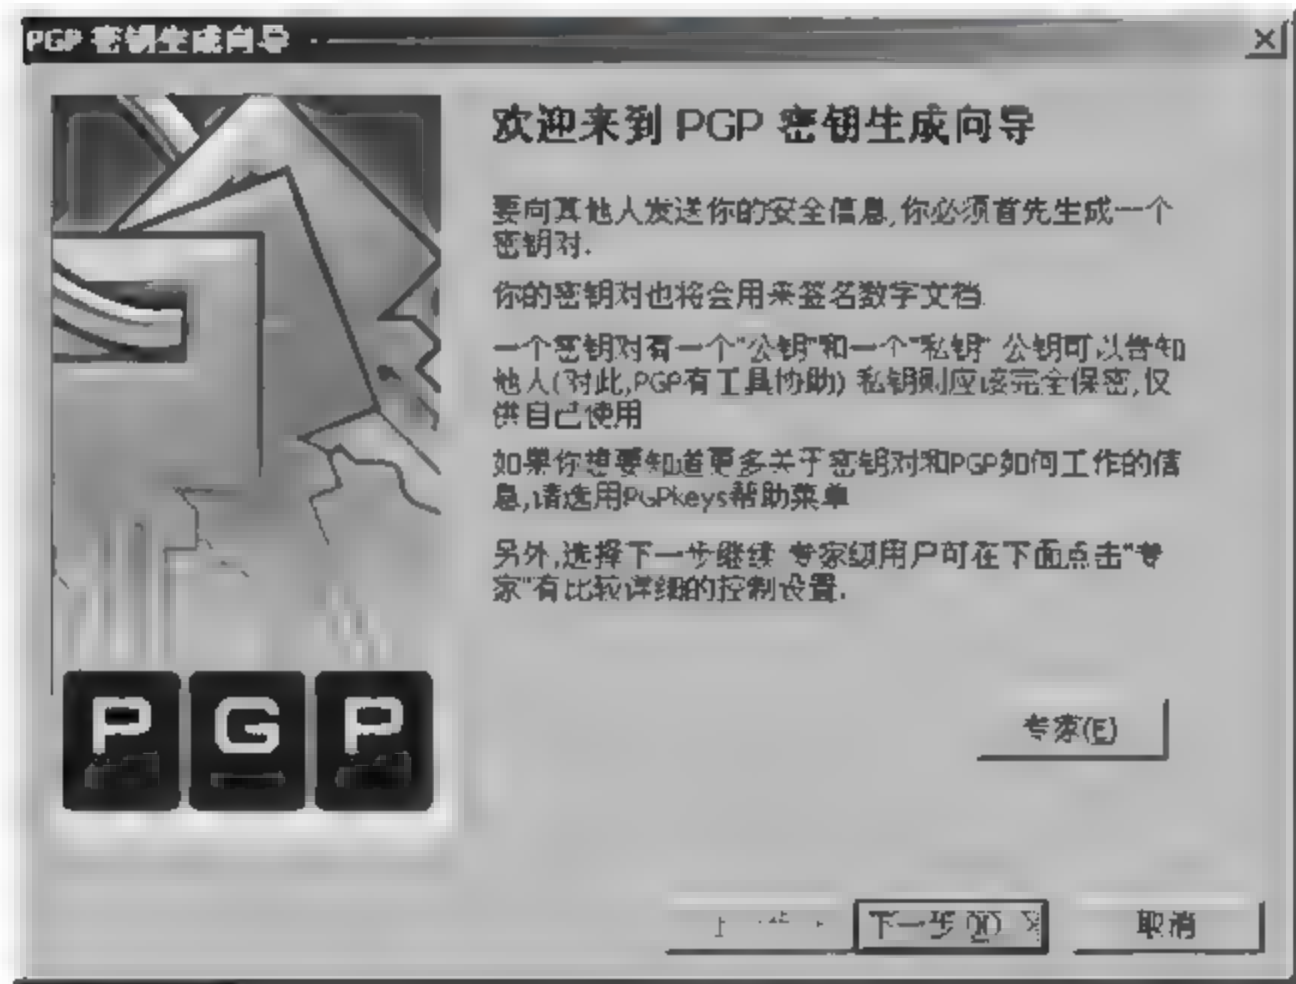 PGP 密钥生成向导
欢迎来到 PGP 密钥生成向导
要向其他人发送你的安全信息,你必须首先生成一个
密钥对.
你的密钥对也将会用来签名数字文档.
一个密钥对有一个"公钥"和一个"私钥" 公钥可以告知
他人(对此,PGP有工具协助) 私钥则应该完全保密,仅
供自己使用
如果你想要知道更多关于密钥对和PGP如何工作的信
息,请选用PGPkeys帮助菜单
另外,选择下一步继续 专家级用户可在下面点击"专
家"有比较详细的控制设置.
P G P
专家(E)
下一步(N) >
取消